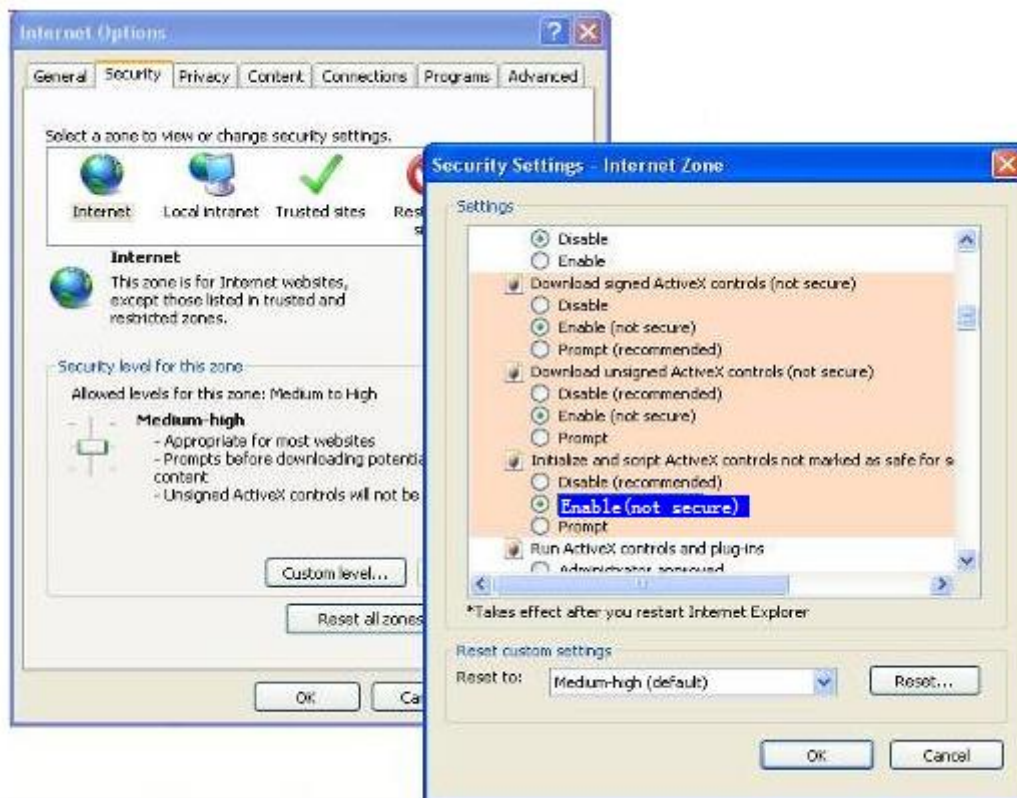 Internet Options
General Security Privacy Content Connections Programs Advanced
Select a zone to view or change security settings.
Internet Local intranet Trusted sites
Internet
This zone is for Internet websites,
except those listed in trusted and
restricted zones.
Security level for this zone
Allowed levels for this zone: Medium to High
Medium-high
- Appropriate for most websites
- Prompts before downloading
content
- Unsigned ActiveX controls will not be
Custom level...
Reset all zones
OK
Security Settings - Internet Zone
Settings
Disable
Enable
Download signed ActiveX controls (not secure)
Disable
Enable (not secure)
Prompt (recommended)
Download unsigned ActiveX controls (not secure)
Disable (recommended)
Enable (not secure)
Prompt
Initialize and script ActiveX controls not marked as safe for s
Disable (recommended)
Enable(not secure)
Prompt
Run ActiveX controls and plug-ins
Administrator approved
*Takes effect after you restart Internet Explorer
Reset custom settings
Reset to: Medium-high (default) Reset...
OK Cancel